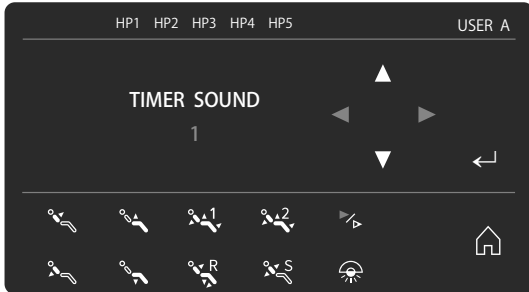 HP1 HP2 HP3 HP4 HP5 USER A
TIMER SOUND
1
1 2
R S